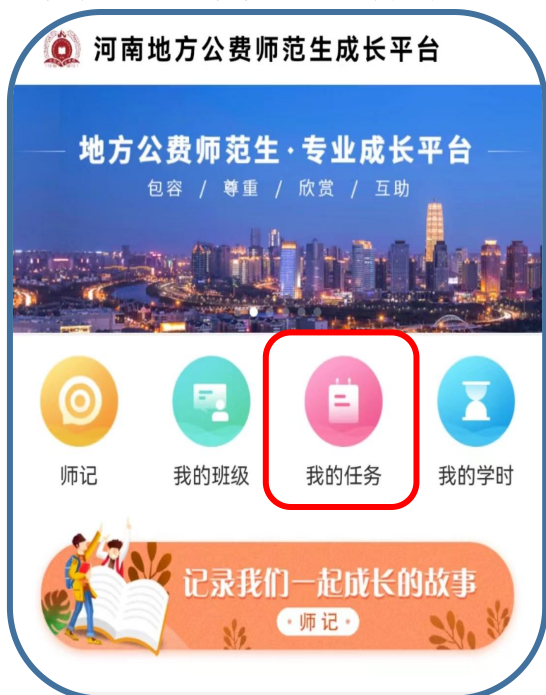 河南地方公费师范生成长平台
地方公费师范生·专业成长平台
包容 / 尊重 / 欣赏 / 互助
师记 我的班级 我的任务 我的学时
记录我们一起成长的故事
·师记·